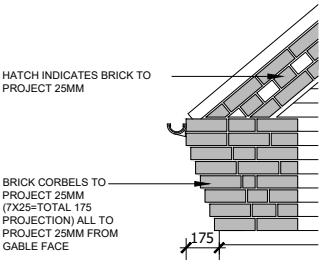 HATCH INDICATES BRICK TO
PROJECT 25MM
BRICK CORBELS TO
PROJECT 25MM
(7X25=TOTAL 175
PROJECTION) ALL TO
PROJECT 25MM FROM
GABLE FACE
175